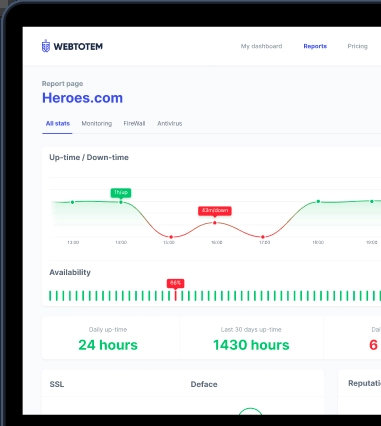 WEBTOTEM
My dashboard Reports Pricing
Report page
Heroes.com
All stats Monitoring FireWall Antivirus
Up-time / Down-time
1h/up
43m/down
13:00 14:00 15:00 16:00 17:00 18:00 19:00
Availability
66%
Daily up-time Last 30 days up-time Dai
24 hours 1430 hours 6
SSL Deface Reputati